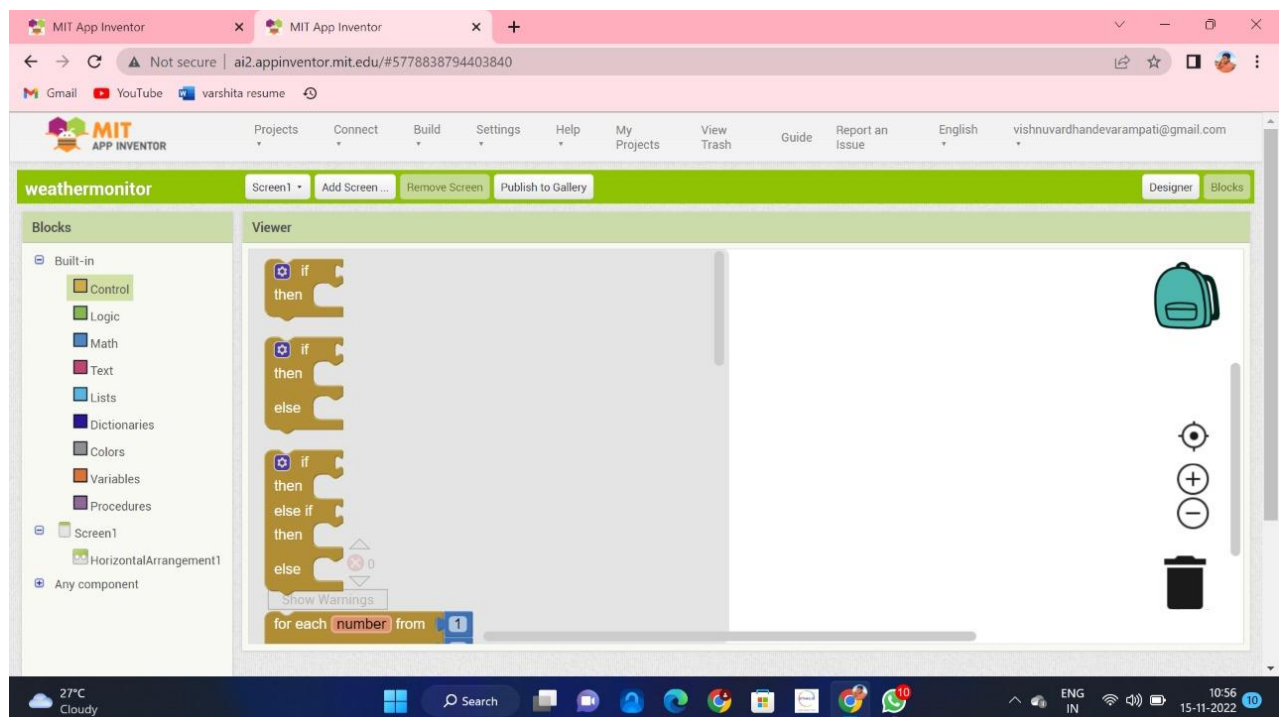 MIT App Inventor
MIT App Inventor
Not secure | ai2.appinventor.mit.edu/#5778838794403840
Gmail YouTube varshita resume
MIT
APP INVENTOR
Projects Connect Build Settings Help My Projects View Trash Guide Report an Issue English vishnuvardhandevarampati@gmail.com
weathermonitor Screen1 Add Screen ... Remove Screen Publish to Gallery Designer Blocks
Blocks Viewer
Built-in
Control
Logic
Math
Text
Lists
Dictionaries
Colors
Variables
Procedures
Screen1
HorizontalArrangement1
Any component
if
then
if
then
else
if
then
else if
then
else
0
Show Warnings
for each number from 1
27°C
Cloudy
Search
10
ENG
IN
10:56
15-11-2022
10